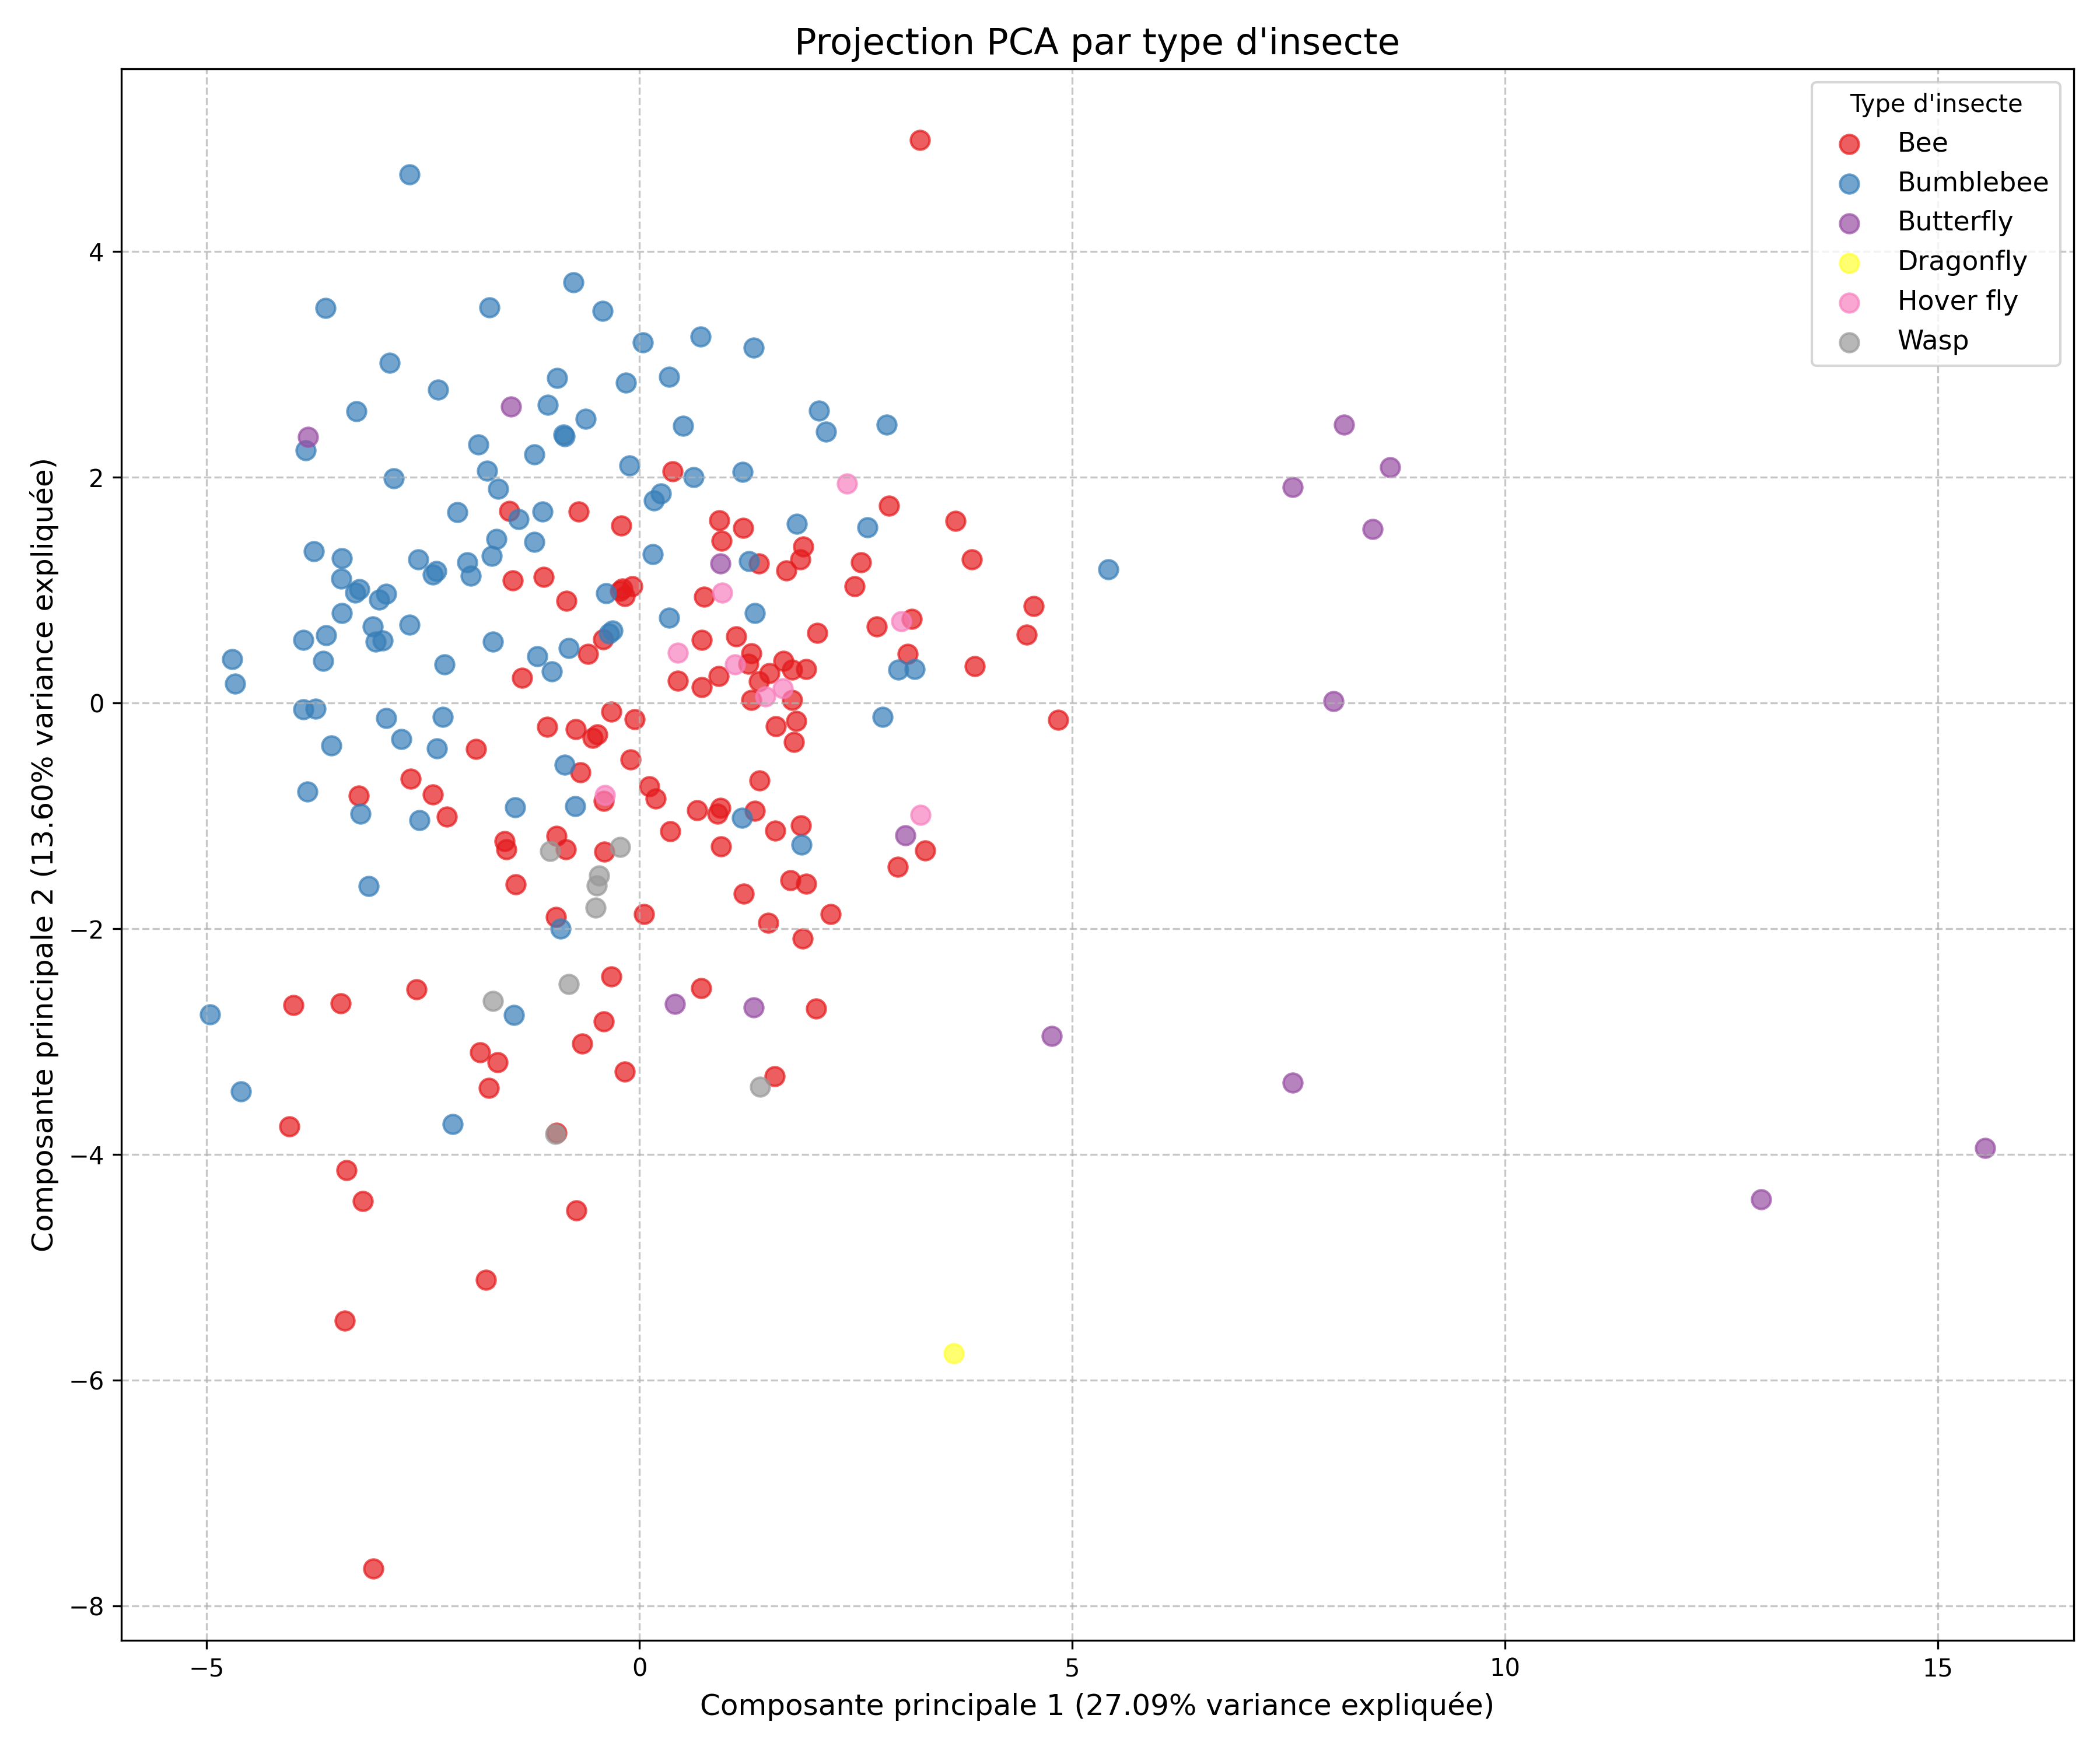 Projection PCA par type d'insecte
Type d'insecte
Bee
Bumblebee
Butterfly
Dragonfly
Hover fly
Wasp
Composante principale 2 (13.60% variance expliquée)
4
2
0
−2
−4
−6
−8
−5
0
5
10
15
Composante principale 1 (27.09% variance expliquée)